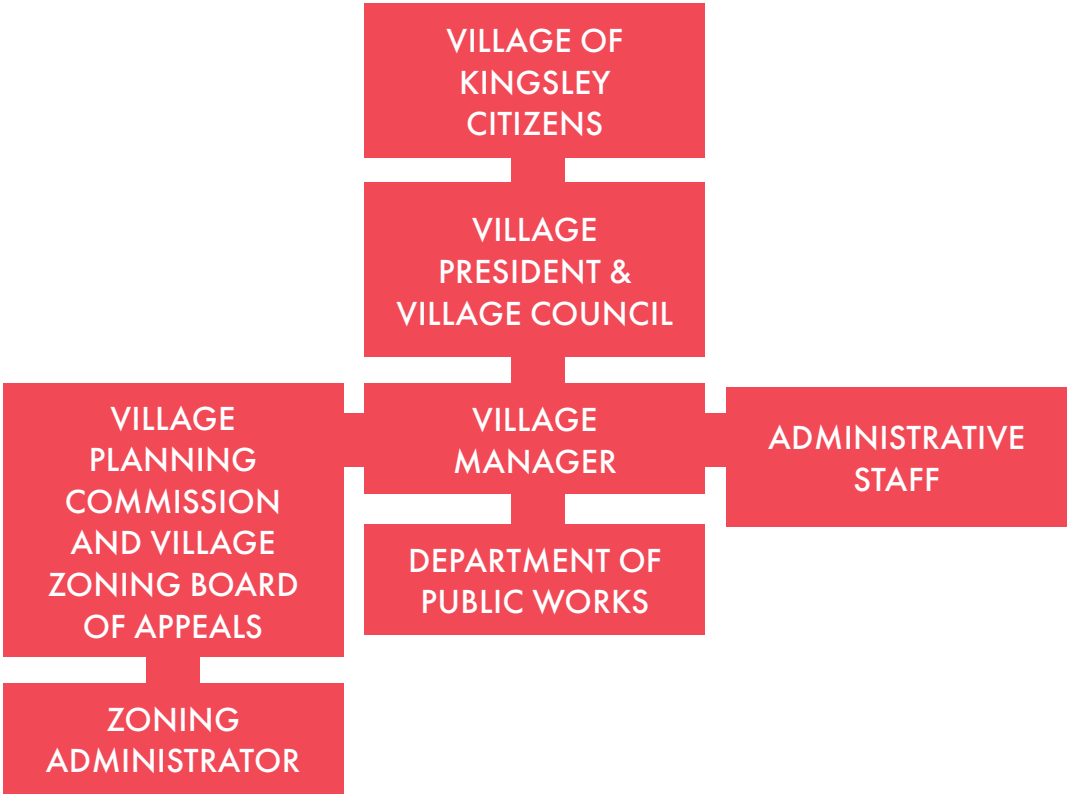 VILLAGE OF
KINGSLEY
CITIZENS
VILLAGE
PRESIDENT &
VILLAGE COUNCIL
VILLAGE
PLANNING
COMMISSION
AND VILLAGE
ZONING BOARD
OF APPEALS
VILLAGE
MANAGER
ADMINISTRATIVE
STAFF
DEPARTMENT OF
PUBLIC WORKS
ZONING
ADMINISTRATOR